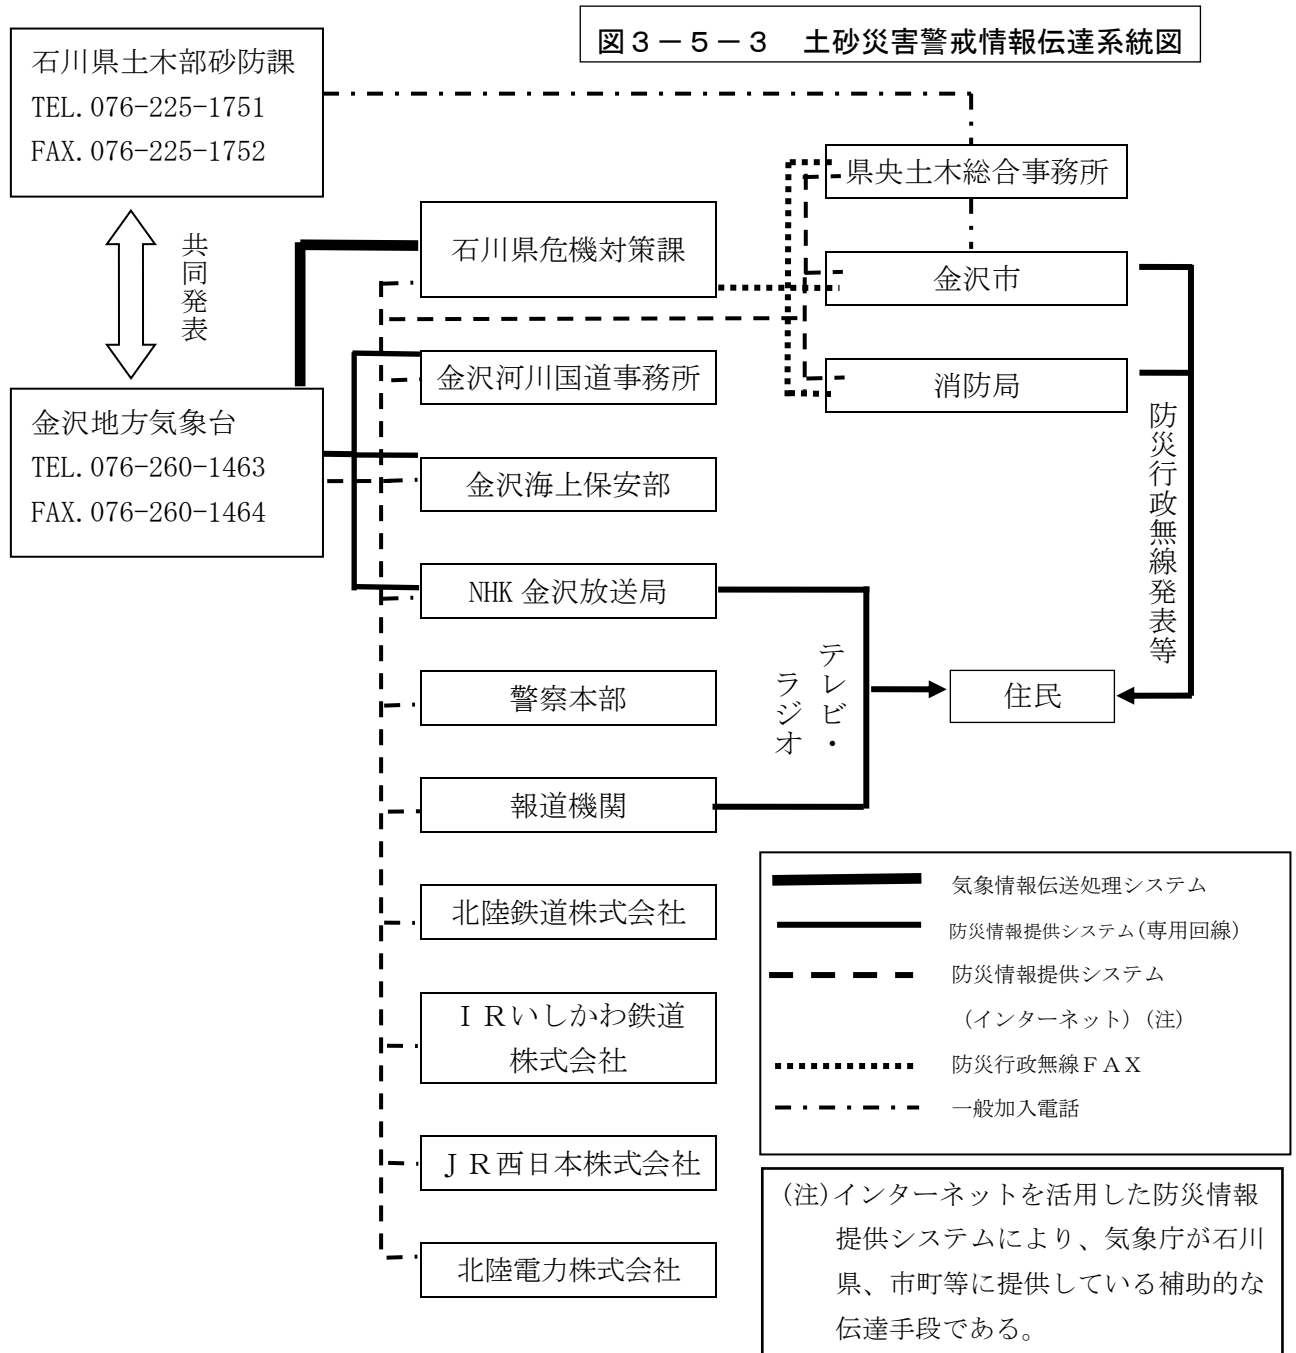 図3－5－3　土砂災害警戒情報伝達系統図
石川県土木部砂防課
TEL.076-225-1751
FAX.076-225-1752
共同発表
金沢地方気象台
TEL.076-260-1463
FAX.076-260-1464
石川県危機対策課
金沢河川国道事務所
金沢海上保安部
NHK 金沢放送局
警察本部
報道機関
北陸鉄道株式会社
ＩＲいしかわ鉄道
株式会社
ＪＲ西日本株式会社
北陸電力株式会社
県央土木総合事務所
金沢市
消防局
防災行政無線発表等
テレビ・
ラジオ
住民
気象情報伝送処理システム
防災情報提供システム(専用回線)
防災情報提供システム
（インターネット）(注)
防災行政無線ＦＡＸ
一般加入電話
(注)インターネットを活用した防災情報
提供システムにより、気象庁が石川
県、市町等に提供している補助的な
伝達手段である。